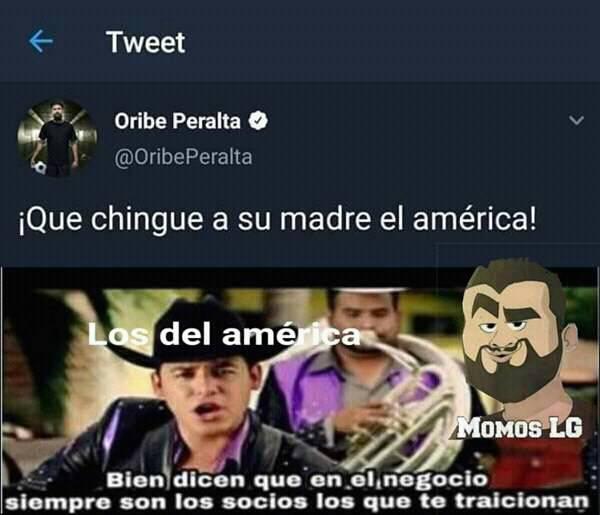 Tweet
Oribe Peralta
@OribePeralta
¡Que chingue a su madre el américa!
Los del américa
MOMOS LG
Bien dicen que en el negocio
siempre son los socios los que te traicionan